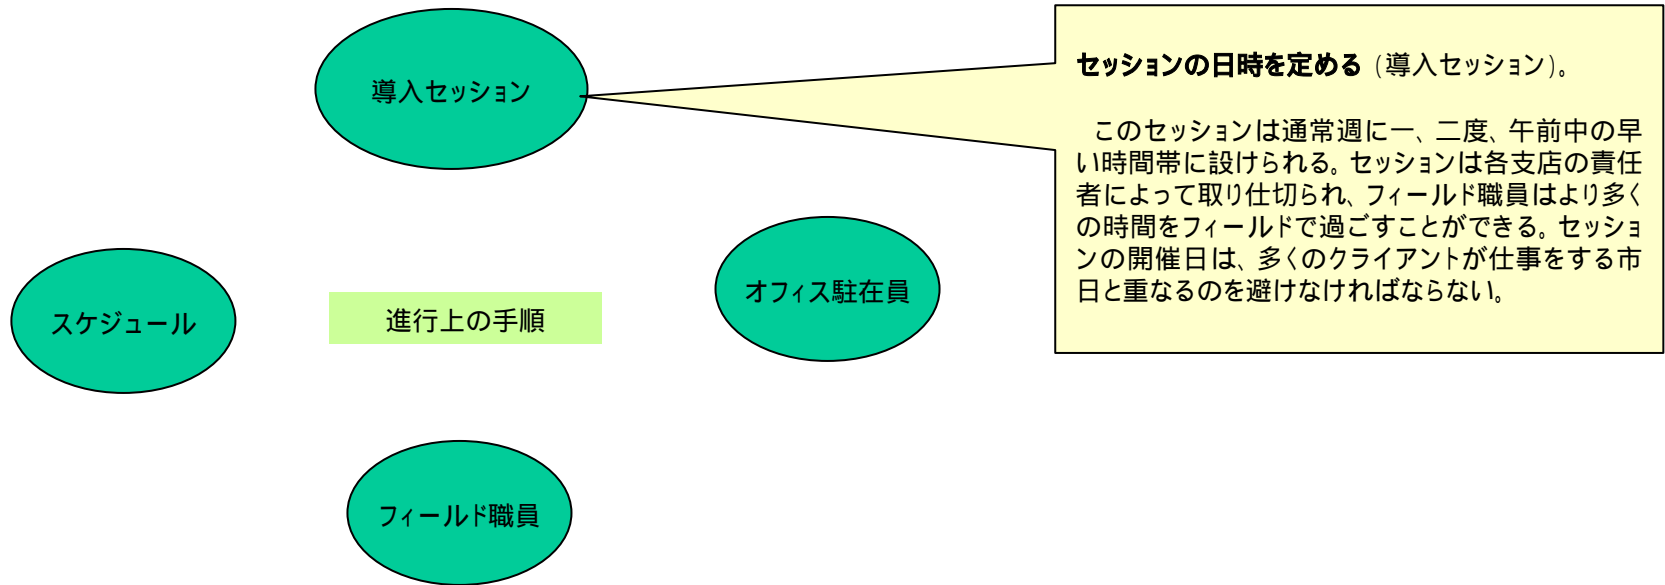 導入セッション
セッションの日時を定める (導入セッション)。
このセッションは通常週に一、二度、午前中の早
い時間帯に設けられる。セッションは各支店の責任
者によって取り仕切られ、フィールド職員はより多く
の時間をフィールドで過ごすことができる。セッショ
ンの開催日は、多くのクライアントが仕事をする市
日と重なるのを避けなければならない。
オフィス駐在員
スケジュール
進行上の手順
フィールド職員